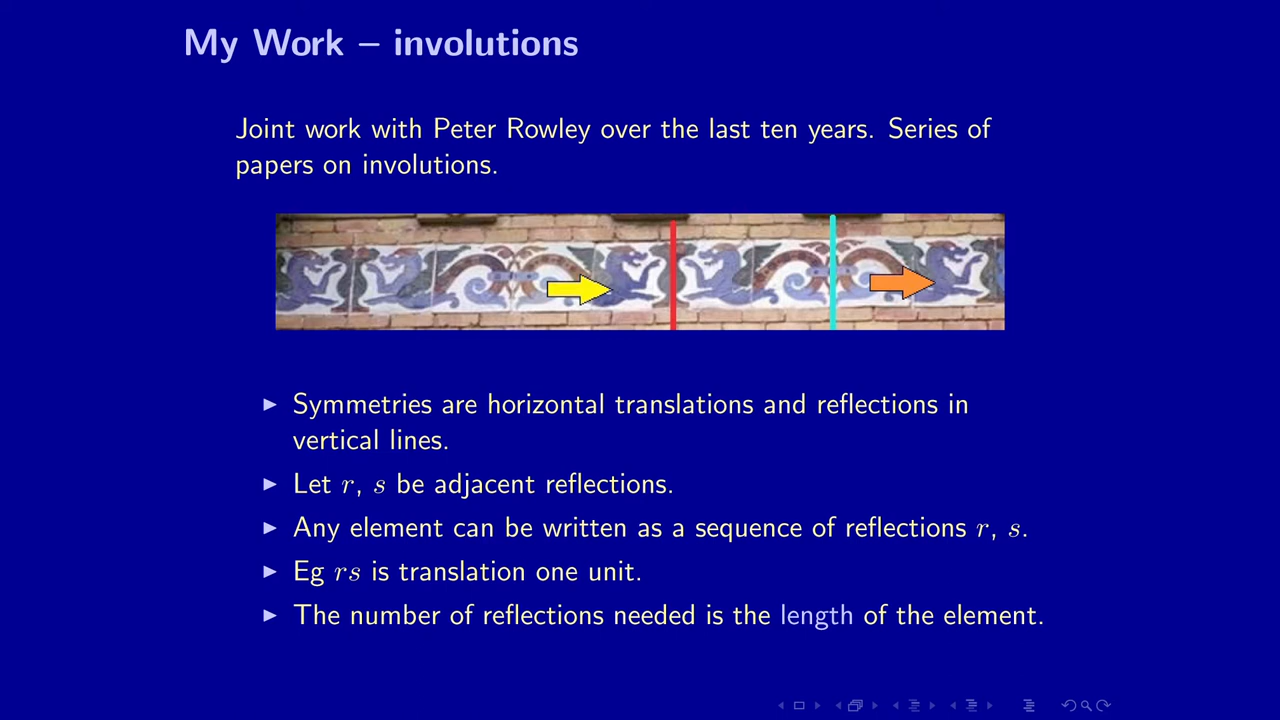 My Work – involutions
Joint work with Peter Rowley over the last ten years. Series of
papers on involutions.
Symmetries are horizontal translations and reflections in
vertical lines.
Let r, s be adjacent reflections.
Any element can be written as a sequence of reflections r, s.
Eg rs is translation one unit.
The number of reflections needed is the length of the element.